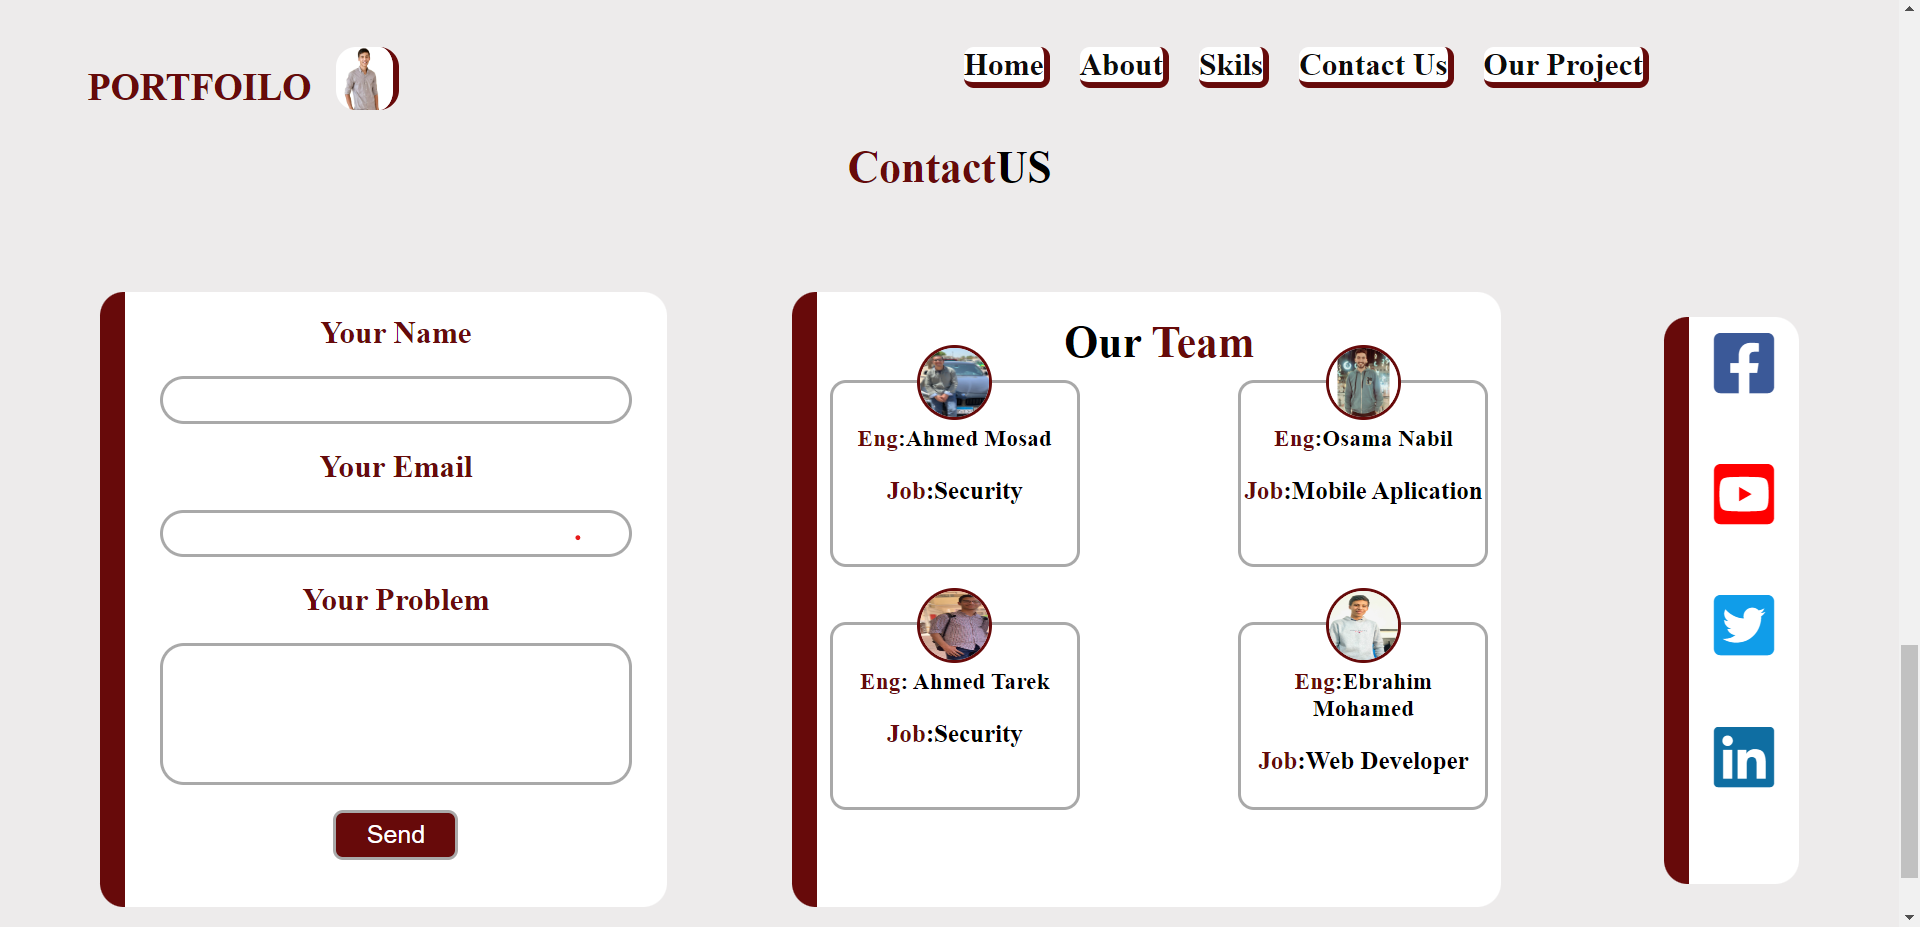 PORTFOILO
Home About Skils Contact Us Our Project
ContactUS
Your Name
Your Email
Your Problem
Send
Our Team
Eng:Ahmed Mosad
Job:Security
Eng:Osama Nabil
Job:Mobile Aplication
Eng: Ahmed Tarek
Job:Security
Eng:Ebrahim
Mohamed
Job:Web Developer